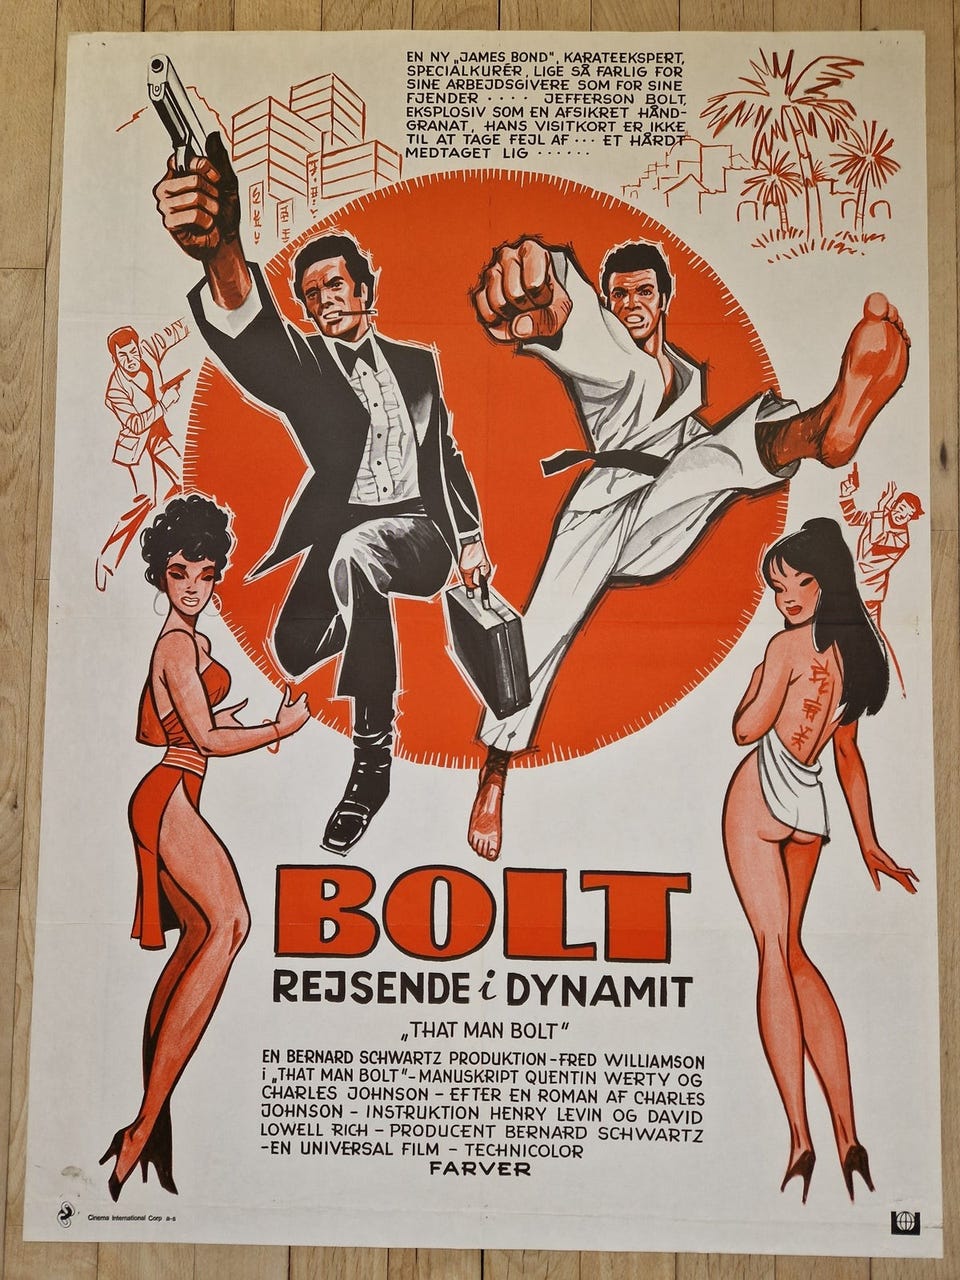 EN NY „JAMES BOND", KARATEEKSPERT,
SPECIALKURÉR, LIGE SÅ FARLIG FOR
SINE ARBEJDSGIVERE SOM FOR SINE
FJENDER ···· JEFFERSON BOLT,
EKSPLOSIV SOM EN AFSIKRET HÅND-
GRANAT, HANS VISITKORT ER IKKE
TIL AT TAGE FEJL AF ··· ET HÅRDT
MEDTAGET LIG ······
BOLT
REJSENDE i DYNAMIT
„THAT MAN BOLT"
EN BERNARD SCHWARTZ PRODUKTION-FRED WILLIAMSON
i „THAT MAN BOLT"-MANUSKRIPT QUENTIN WERTY OG
CHARLES JOHNSON - EFTER EN ROMAN AF CHARLES
JOHNSON - INSTRUKTION HENRY LEVIN OG DAVID
LOWELL RICH - PRODUCENT BERNARD SCHWARTZ
-EN UNIVERSAL FILM - TECHNICOLOR
FARVER
Cinema International Corp a-s